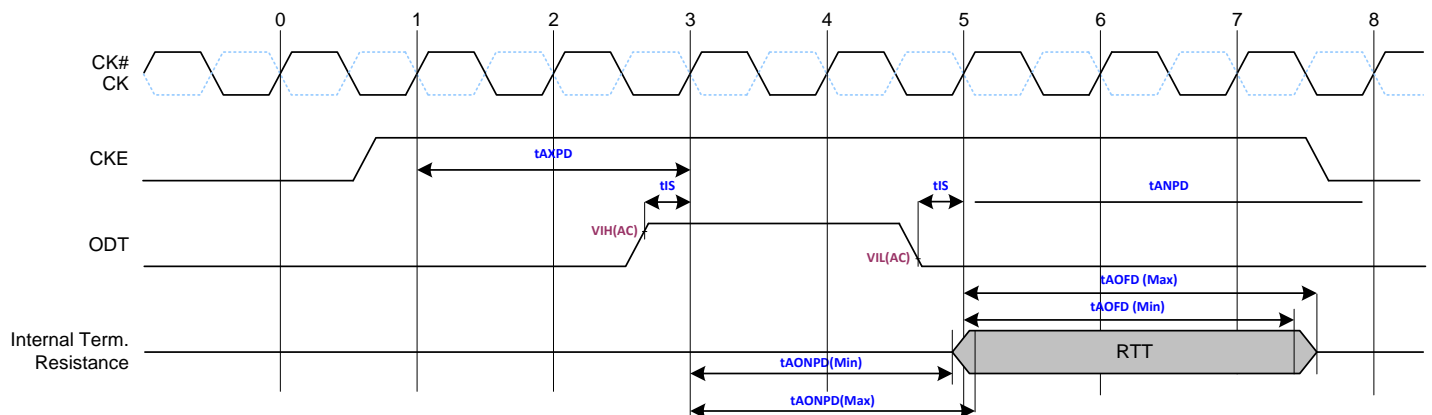 0 1 2 3 4 5 6 7 8
CK#
CK
CKE
tAXPD
tIS
tIS
tANPD
VIH(AC)
ODT
VIL(AC)
tAOFD (Max)
tAOFD (Min)
Internal Term.
Resistance
RTT
tAONPD(Min)
tAONPD(Max)